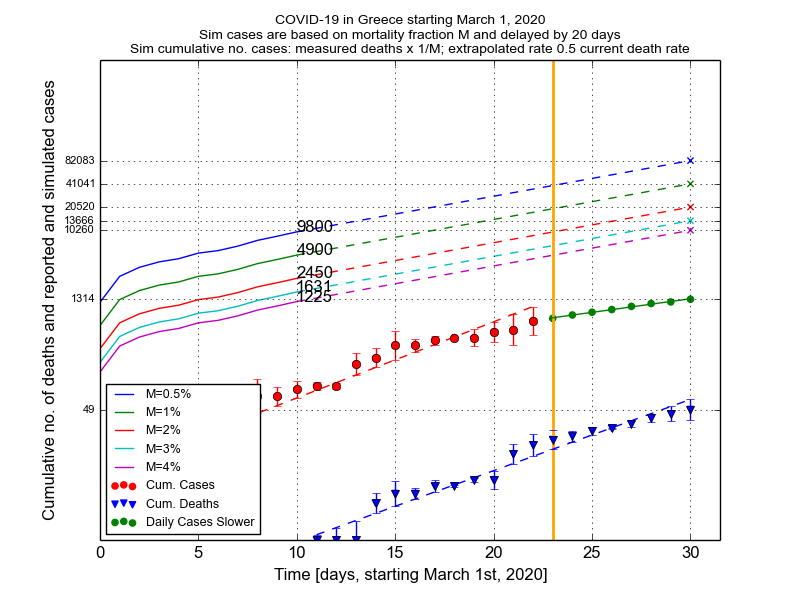 COVID-19 in Greece starting March 1, 2020
Sim cases are based on mortality fraction M and delayed by 20 days
Sim cumulative no. cases: measured deaths x 1/M; extrapolated rate 0.5 current death rate
Cumulative no. of deaths and reported and simulated cases
82083
41041
20520
13666
10260
1314
49
9800
4900
2450
1631
1225
M=0.5%
M=1%
M=2%
M=3%
M=4%
Cum. Cases
Cum. Deaths
Daily Cases Slower
0 5 10 15 20 25 30
Time [days, starting March 1st, 2020]